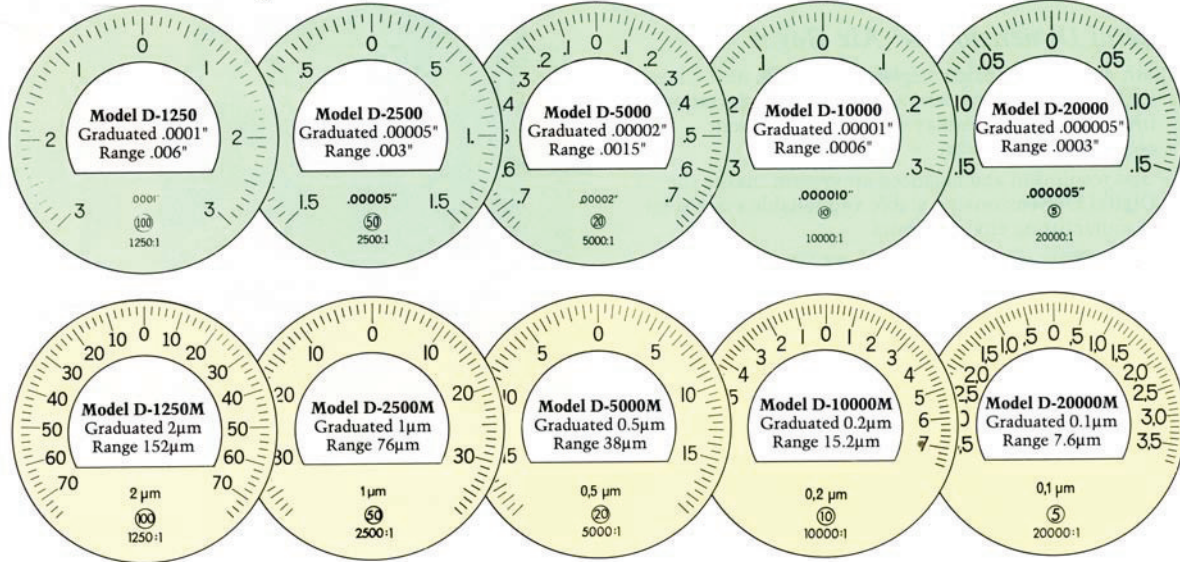 3 2 1 0 1 2 3
Model D-1250
Graduated .0001"
Range .006"
.0001"
100
1250:1
1.5 .5 0 5 1. 1.5
Model D-2500
Graduated .00005"
Range .003"
.00005"
50
2500:1
.7 .6 5 .4 .3 .2 .1 0 .1 .2 .3 .4 .5 .6 .7
Model D-5000
Graduated .00002"
Range .0015"
.00002"
20
5000:1
.3 2 .1 0 .1 .2 .3
Model D-10000
Graduated .00001"
Range .0006"
.000010"
10
10000:1
.15 .10 .05 0 .05 .10 .15
Model D-20000
Graduated .000005"
Range .0003"
.000005"
5
20000:1
70 60 50 40 30 20 10 0 10 20 30 40 50 60 70
Model D-1250M
Graduated 2µm
Range 152µm
2 µm
100
1250:1
30 20 10 0 10 20 30
Model D-2500M
Graduated 1µm
Range 76µm
1 µm
50
2500:1
15 5 0 5 10 15
Model D-5000M
Graduated 0.5µm
Range 38µm
0,5 µm
20
5000:1
5 4 3 2 1 0 1 2 3 4 5 6 7
Model D-10000M
Graduated 0.2µm
Range 15.2µm
0,2 µm
10
10000:1
,5 0 2,5 2,0 1,5 1,0 ,5 0 ,5 1,0 1,5 2,0 2,5 3,0 3,5
Model D-20000M
Graduated 0.1µm
Range 7.6µm
0,1 µm
5
20000:1